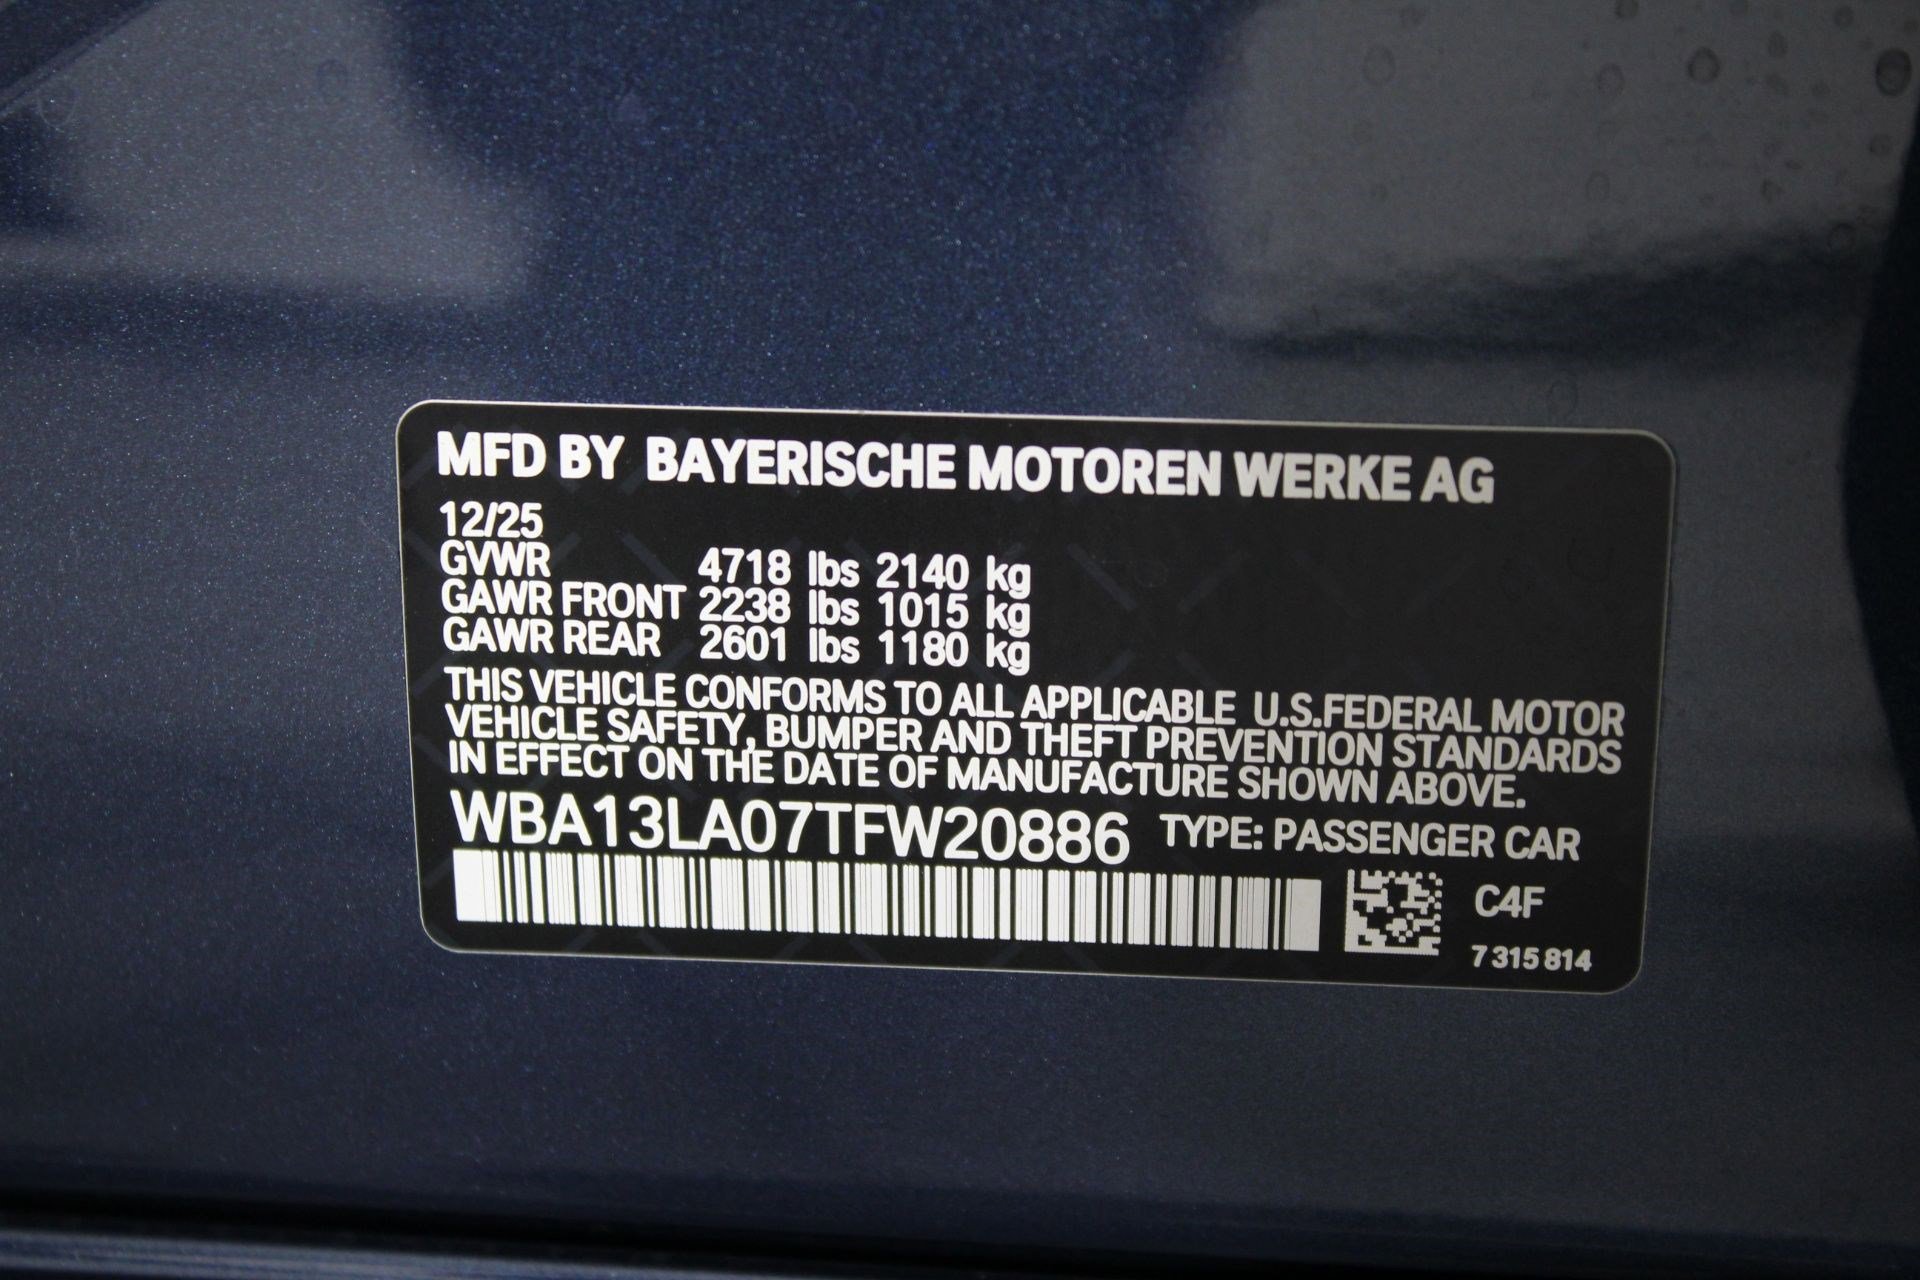 MFD BY BAYERISCHE MOTOREN WERKE AG
12/25
GVWR 4718 lbs 2140 kg
GAWR FRONT 2238 lbs 1015 kg
GAWR REAR 2601 lbs 1180 kg
THIS VEHICLE CONFORMS TO ALL APPLICABLE U.S.FEDERAL MOTOR
VEHICLE SAFETY, BUMPER AND THEFT PREVENTION STANDARDS
IN EFFECT ON THE DATE OF MANUFACTURE SHOWN ABOVE.
WBA13LA07TFW20886 TYPE: PASSENGER CAR
C4F
7 315 814